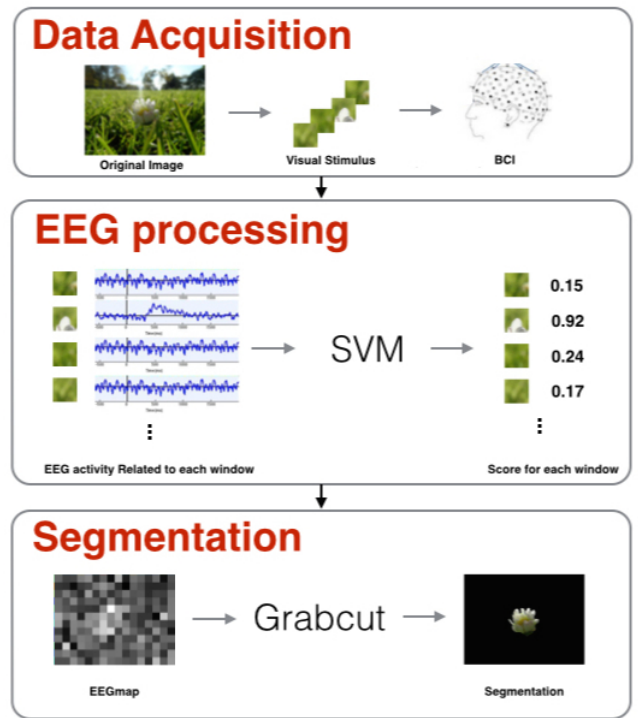 Data Acquisition
Original Image
Visual Stimulus
BCI
EEG processing
0.15
0.92
SVM
0.24
0.17
EEG activity Related to each window
Score for each window
Segmentation
Grabcut
EEGmap
Segmentation